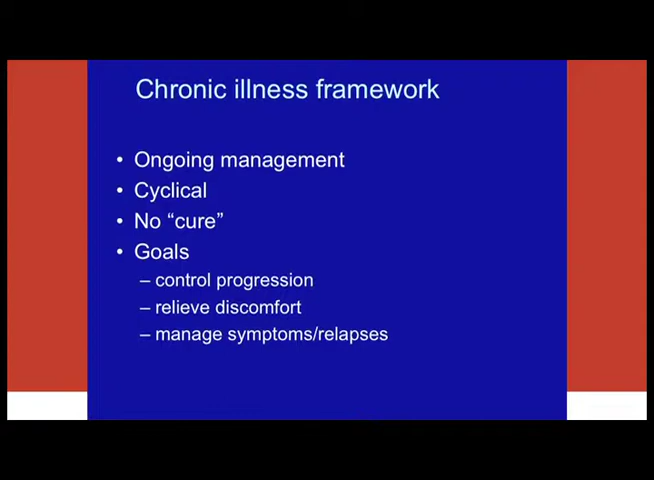 Chronic illness framework
• Ongoing management
• Cyclical
• No “cure”
• Goals
– control progression
– relieve discomfort
– manage symptoms/relapses